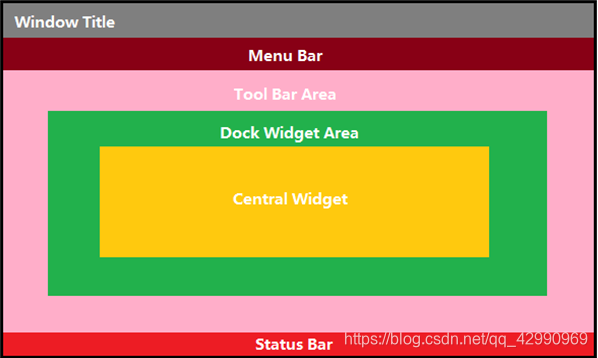 Window Title
Menu Bar
Tool Bar Area
Dock Widget Area
Central Widget
Status Bar
https://blog.csdn.net/qq_42990969